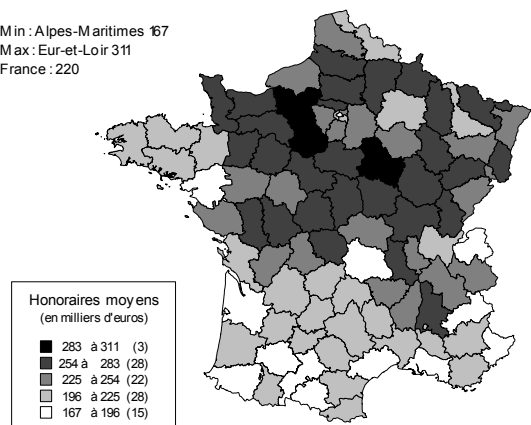 Min : Alpes-Maritimes 167
Max : Eur-et-Loir 311
France : 220
Honoraires moyens
(en milliers d'euros)
283 à 311 (3)
254 à 283 (28)
225 à 254 (22)
196 à 225 (28)
167 à 196 (15)